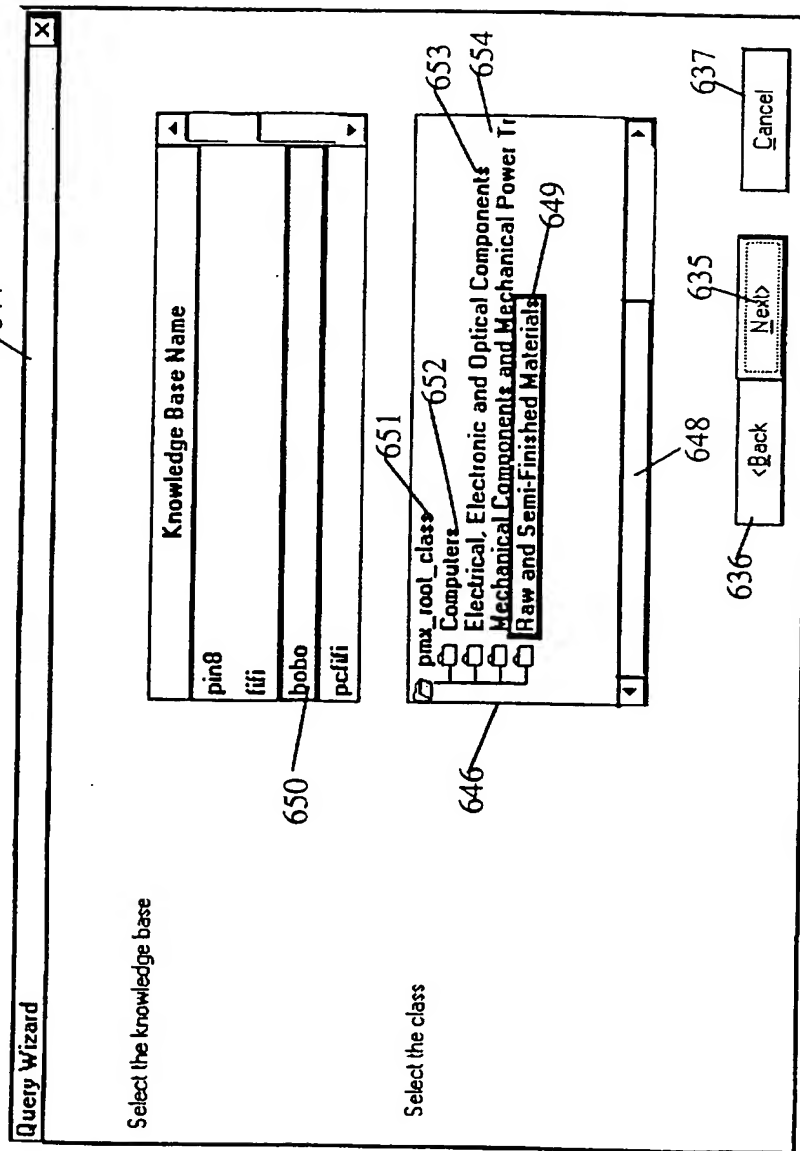 Query Wizard
X
Select the knowledge base
Knowledge Base Name
pin8
fifi
bobo
pcfifi
650
Select the class
pmx_root_class
Computers
Electrical, Electronic and Optical Components
Mechanical Components and Mechanical Power Tr
Raw and Semi-Finished Materials
651
652
653
654
649
646
648
636
<Back
635
Next>
637
Cancel